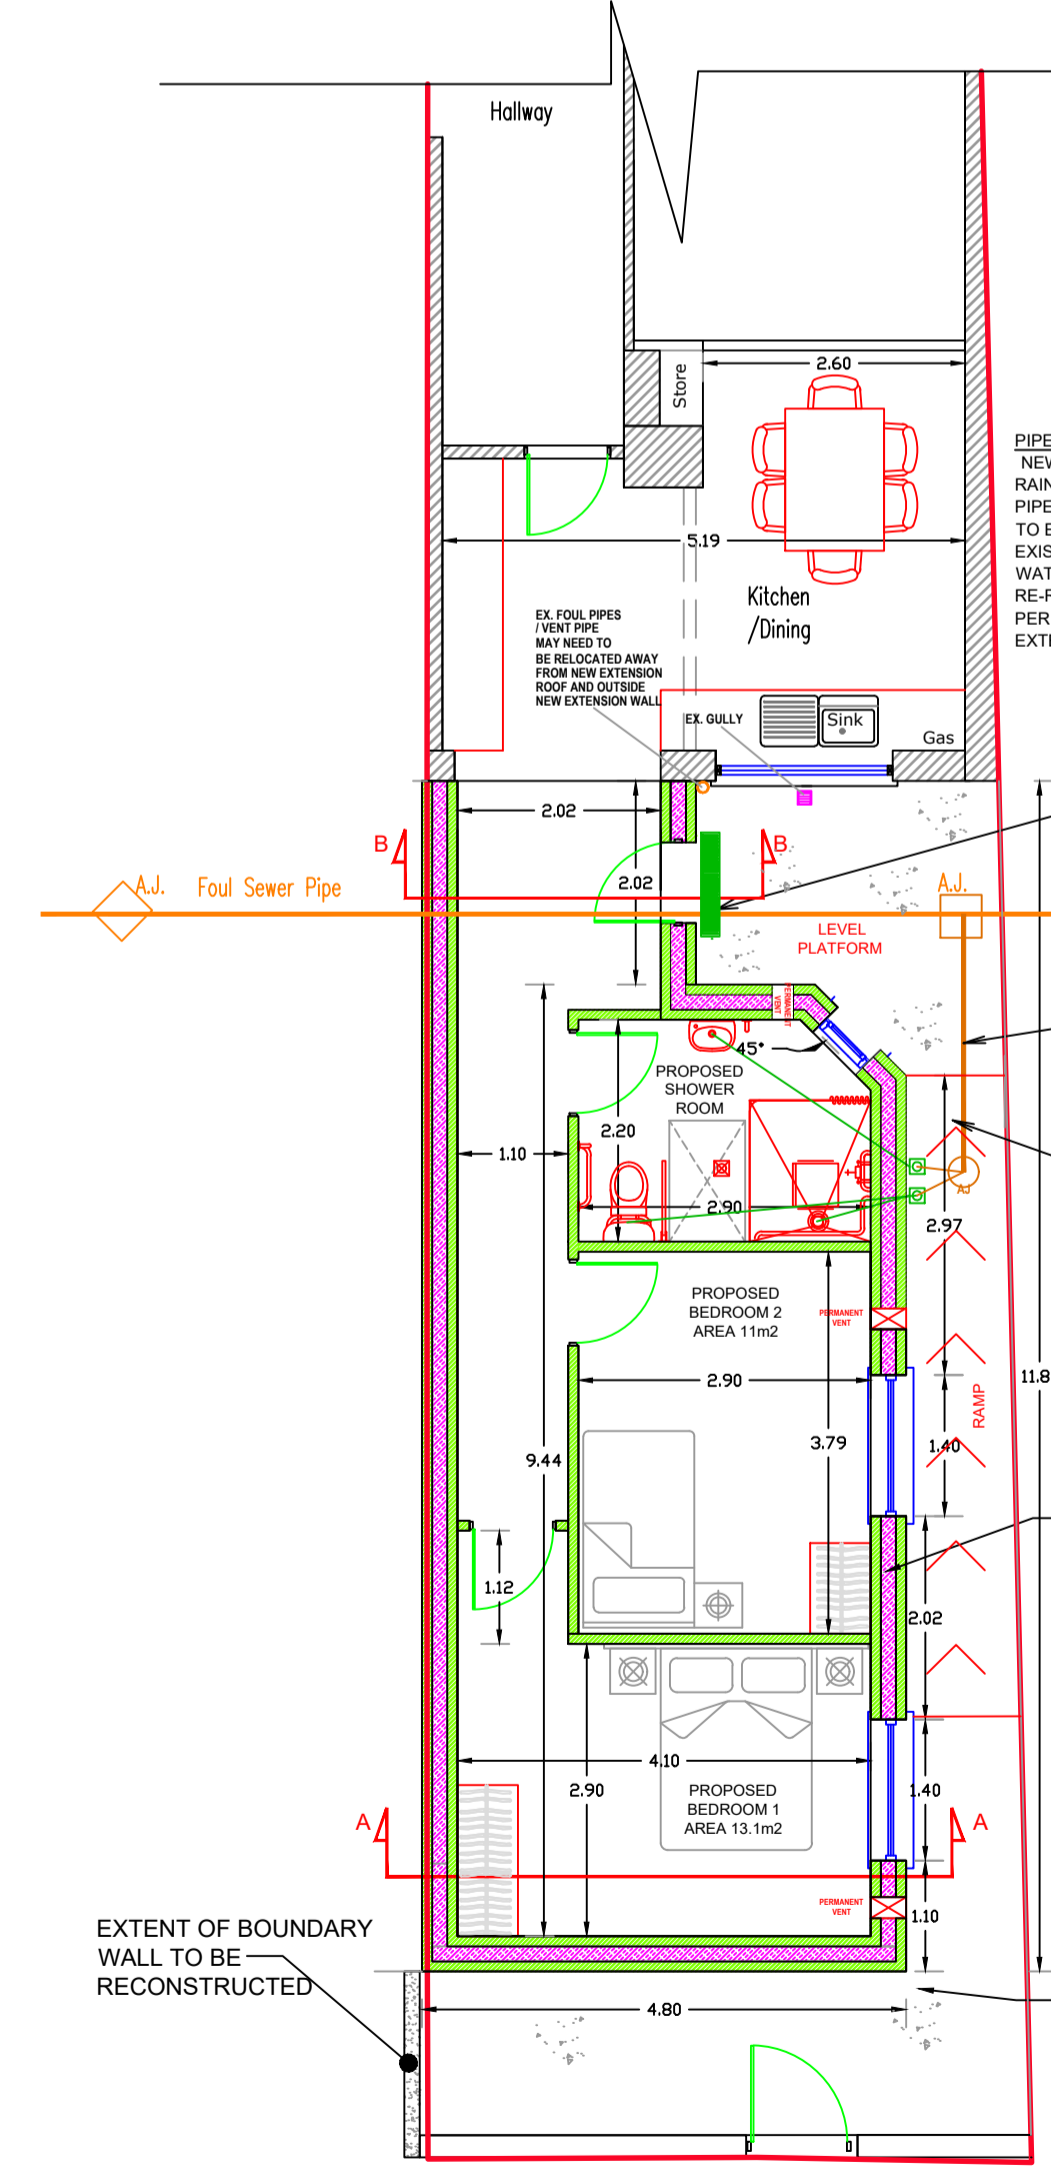 Hallway
2.60
Store
PIPE
NEW
RAIN
PIPE
TO B
EXIS
WAT
RE-F
PER
EXTE
5.19
Kitchen
/Dining
EX. FOUL PIPES
/ VENT PIPE
MAY NEED TO
BE RELOCATED AWAY
FROM NEW EXTENSION
ROOF AND OUTSIDE
NEW EXTENSION WALL
EX. GULLY
Sink
Gas
2.02
B
B
2.02
A.J.
Foul Sewer Pipe
A.J.
LEVEL
PLATFORM
PERMANENT
VENT
45°
PROPOSED
SHOWER
ROOM
2.20
1.10
2.90
AJ
2.97
PROPOSED
BEDROOM 2
AREA 11m2
PERMANENT
VENT
2.90
11.8
1.40
RAMP
3.79
9.44
1.12
2.02
4.10
2.90
PROPOSED
BEDROOM 1
AREA 13.1m2
1.40
A
A
PERMANENT
VENT
1.10
EXTENT OF BOUNDARY
WALL TO BE
RECONSTRUCTED
4.80